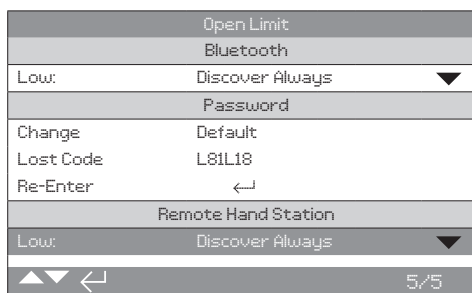 Open Limit
Bluetooth
Low: Discover Always
Password
Change Default
Lost Code L81L18
Re-Enter
Remote Hand Station
Low: Discover Always
5/5